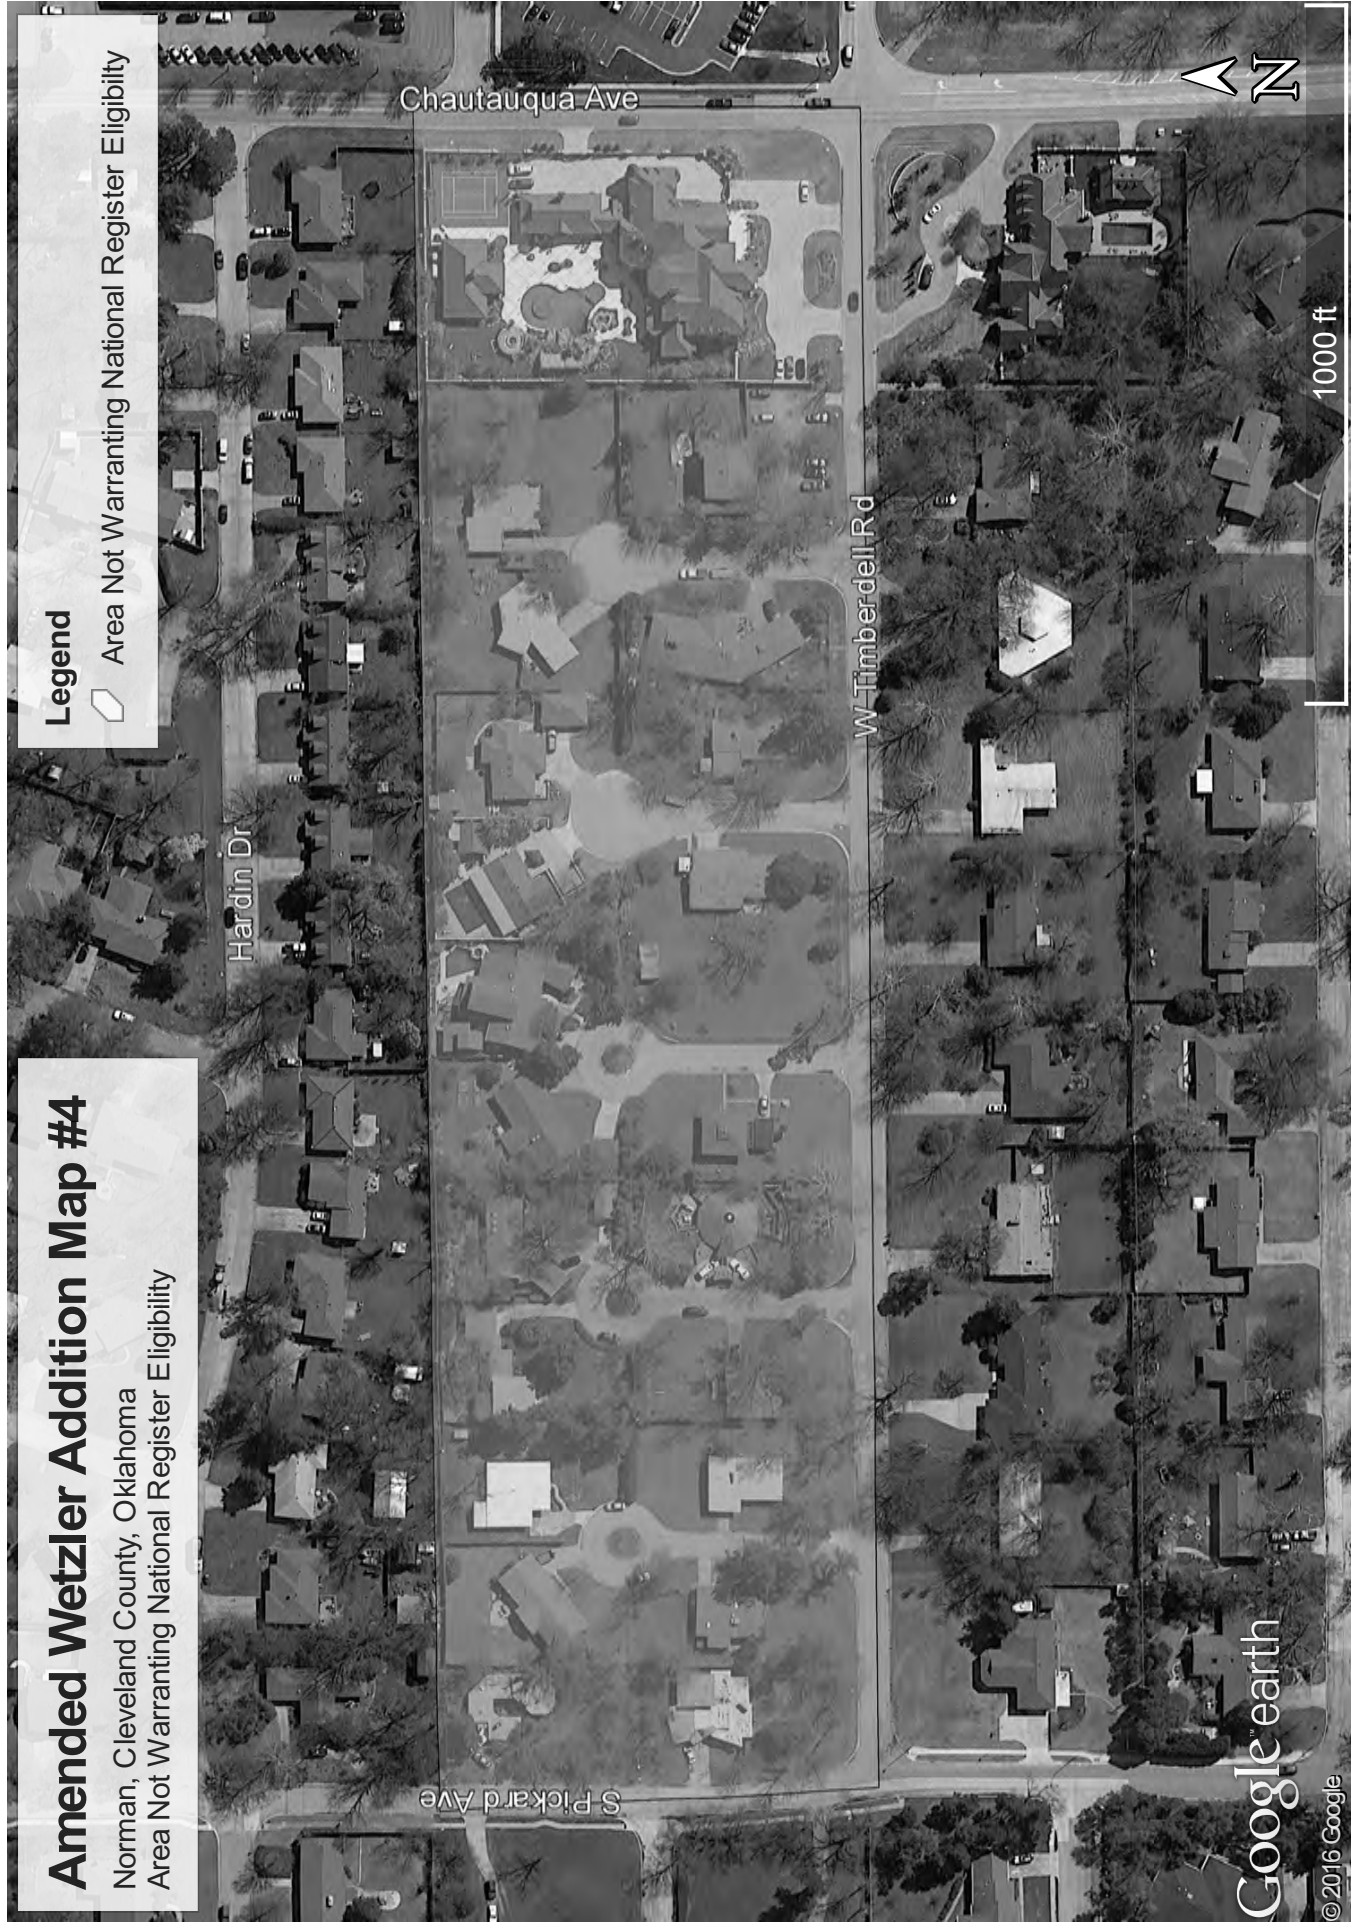 Amended Wetzler Addition Map #4
Norman, Cleveland County, Oklahoma
Area Not Warranting National Register Eligibility
Legend
Area Not Warranting National Register Eligibilty
Hardin Dr
Chautauqua Ave
S Pickard Ave
W Timberdell Rd
N
Google™ earth
© 2016 Google
1000 ft